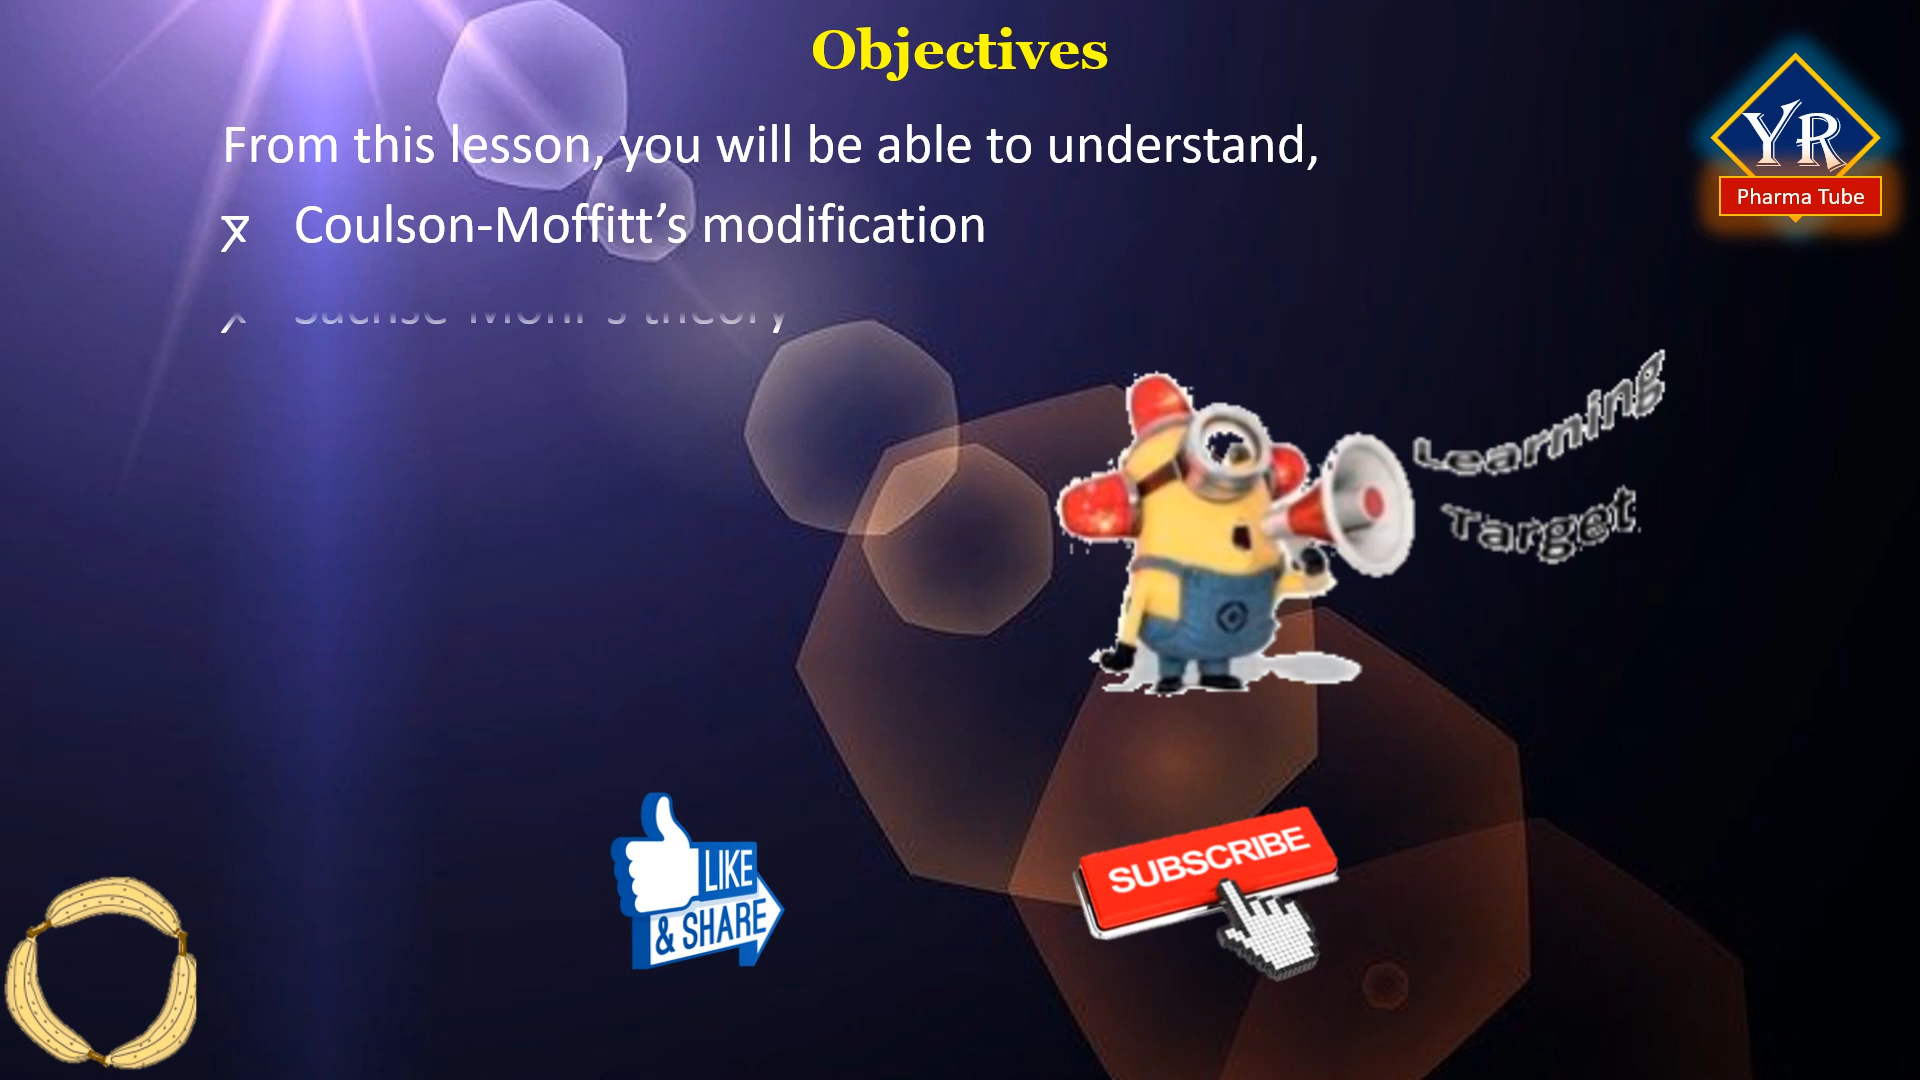 Objectives
YR
Pharma Tube
From this lesson, you will be able to understand,
Coulson-Moffitt’s modification
theory
Learning
Target
LIKE
& SHARE
SUBSCRIBE